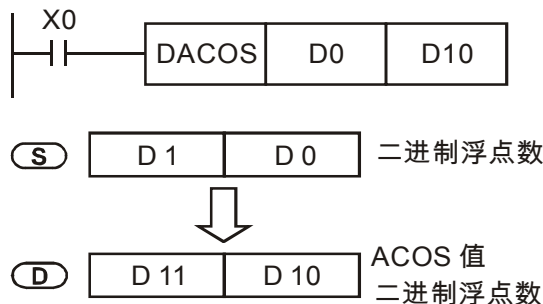 X0
DACOS D0 D10
S D 1 D 0 二进制浮点数
D D 11 D 10 ACOS 值
二进制浮点数